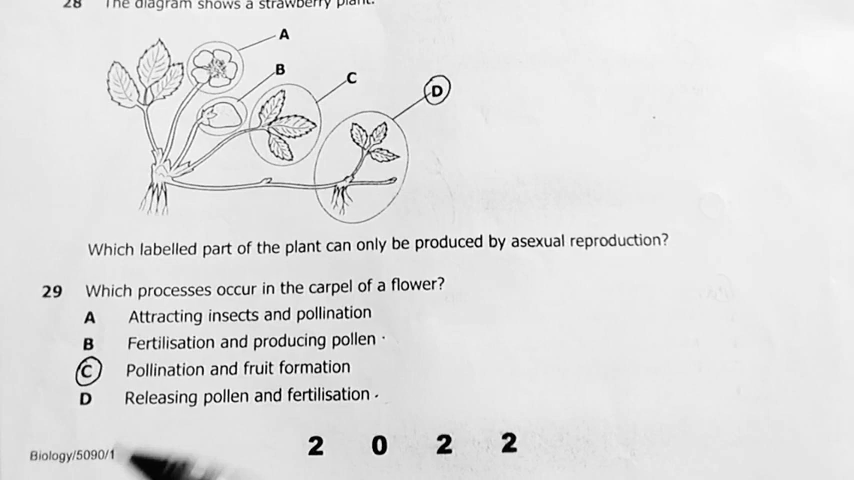 28 The diagram shows a strawberry plant.
A
B
C
D
Which labelled part of the plant can only be produced by asexual reproduction?
29 Which processes occur in the carpel of a flower?
A Attracting insects and pollination
B Fertilisation and producing pollen
C Pollination and fruit formation
D Releasing pollen and fertilisation
Biology/5090/1
2 0 2 2